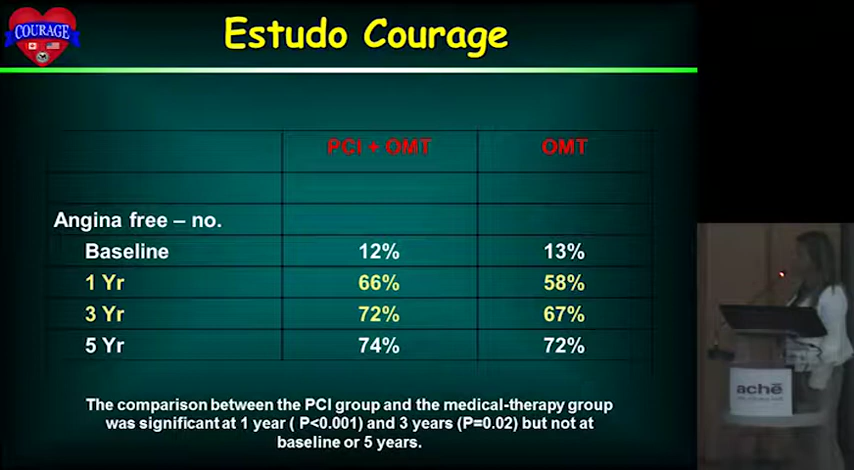 COURAGE
Estudo Courage
PCI + OMT OMT
Angina free – no.
Baseline 12% 13%
1 Yr 66% 58%
3 Yr 72% 67%
5 Yr 74% 72%
The comparison between the PCI group and the medical-therapy group
was significant at 1 year ( P<0.001) and 3 years (P=0.02) but not at
baseline or 5 years.
achē